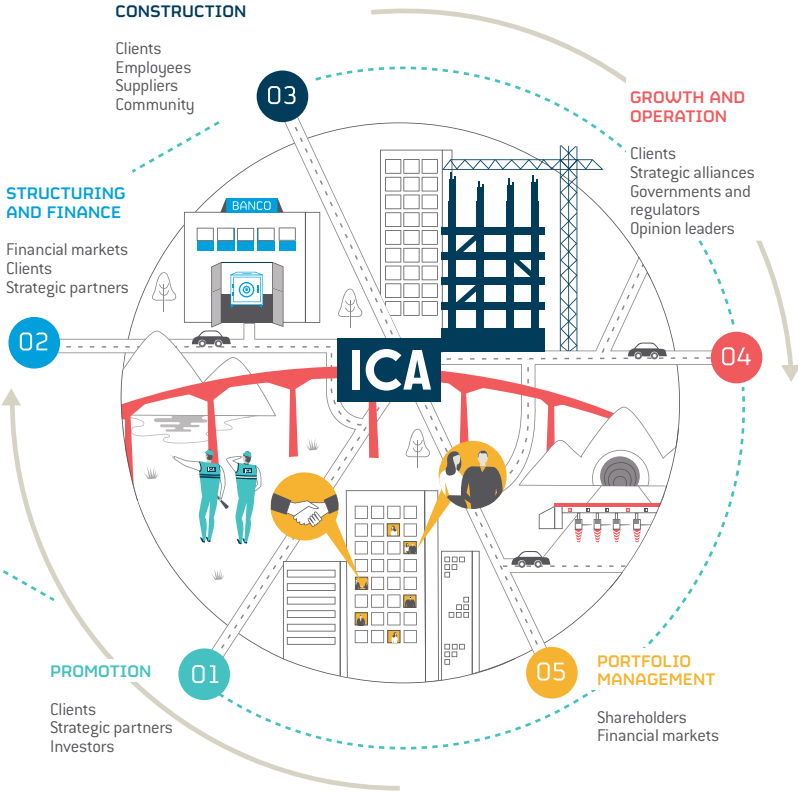 CONSTRUCTION
Clients
Employees
Suppliers
Community
03
GROWTH AND
OPERATION
Clients
Strategic alliances
Governments and
regulators
Opinion leaders
STRUCTURING
AND FINANCE
Financial markets
Clients
Strategic partners
BANCO
02
ICA
04
ICA
ICA
PROMOTION
01
Clients
Strategic partners
Investors
05
PORTFOLIO
MANAGEMENT
Shareholders
Financial markets